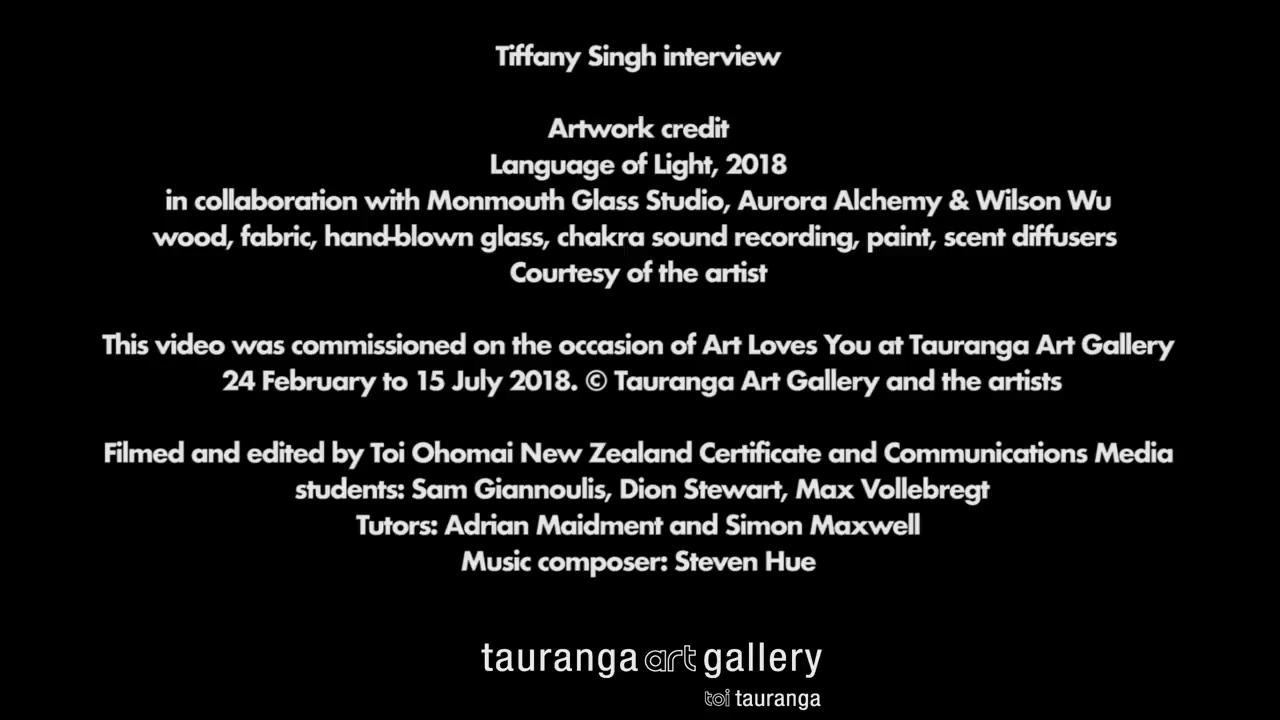 Tiffany Singh interview
Artwork credit
Language of Light, 2018
in collaboration with Monmouth Glass Studio, Aurora Alchemy & Wilson Wu
wood, fabric, hand-blown glass, chakra sound recording, paint, scent diffusers
Courtesy of the artist
This video was commissioned on the occasion of Art Loves You at Tauranga Art Gallery
24 February to 15 July 2018. © Tauranga Art Gallery and the artists
Filmed and edited by Toi Ohomai New Zealand Certificate and Communications Media
students: Sam Giannoulis, Dion Stewart, Max Vollebregt
Tutors: Adrian Maidment and Simon Maxwell
Music composer: Steven Hue
tauranga art gallery
toi tauranga